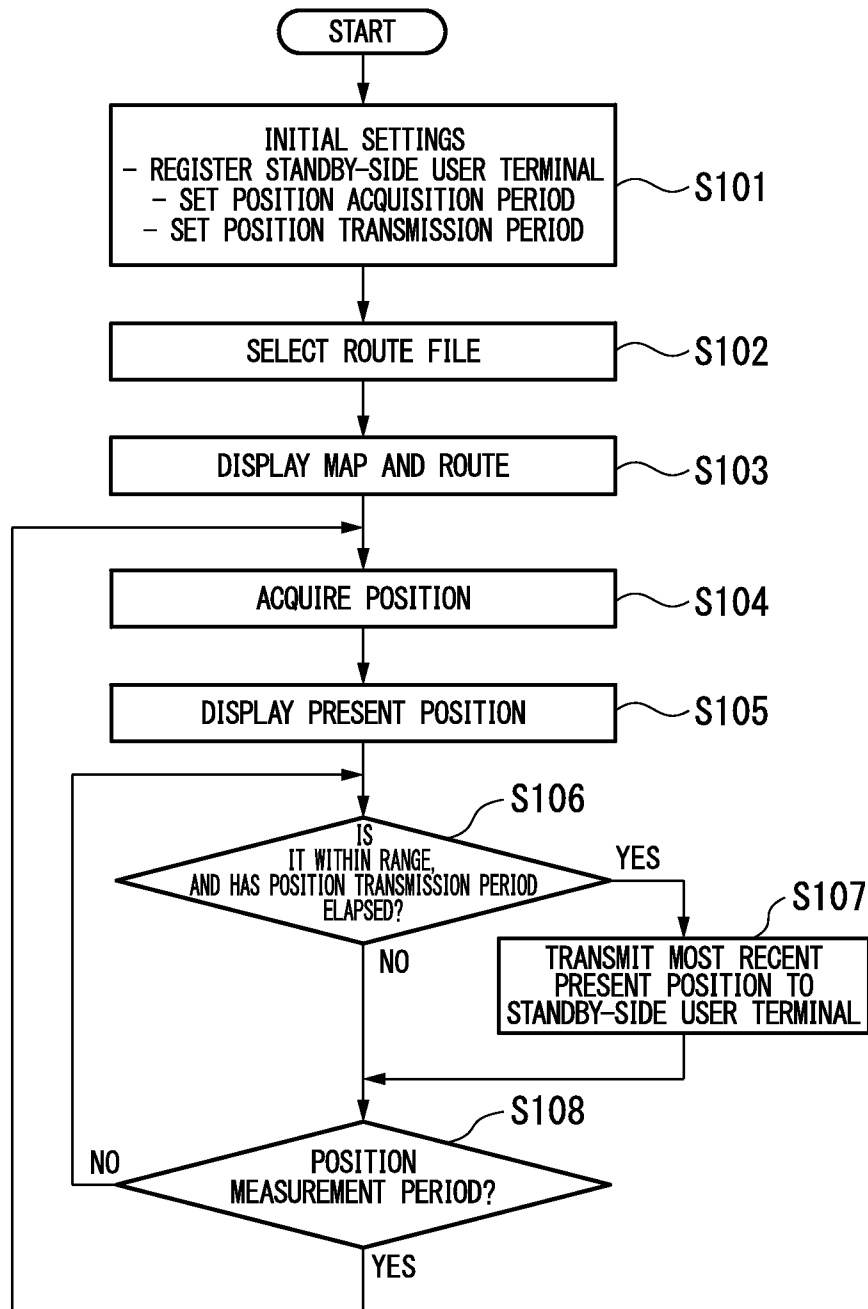 START
INITIAL SETTINGS
- REGISTER STANDBY-SIDE USER TERMINAL
- SET POSITION ACQUISITION PERIOD
- SET POSITION TRANSMISSION PERIOD
S101
SELECT ROUTE FILE
S102
DISPLAY MAP AND ROUTE
S103
ACQUIRE POSITION
S104
DISPLAY PRESENT POSITION
S105
S106
IS
IT WITHIN RANGE,
AND HAS POSITION TRANSMISSION PERIOD
ELAPSED?
YES
NO
S107
TRANSMIT MOST RECENT
PRESENT POSITION TO
STANDBY-SIDE USER TERMINAL
S108
POSITION
MEASUREMENT PERIOD?
NO
YES